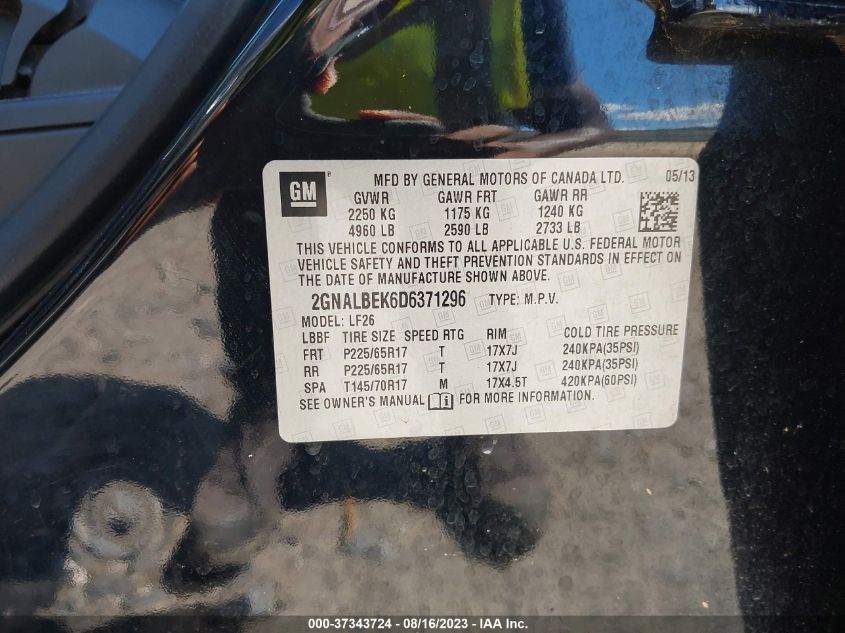 GM ® MFD BY GENERAL MOTORS OF CANADA LTD. 05/13
GVWR GAWR FRT GAWR RR
2250 KG 1175 KG 1240 KG
4960 LB 2590 LB 2733 LB
THIS VEHICLE CONFORMS TO ALL APPLICABLE U.S. FEDERAL MOTOR
VEHICLE SAFETY AND THEFT PREVENTION STANDARDS IN EFFECT ON
THE DATE OF MANUFACTURE SHOWN ABOVE.
2GNALBEK6D6371296 TYPE: M.P.V.
MODEL: LF26
LBBF TIRE SIZE SPEED RTG RIM COLD TIRE PRESSURE
FRT P225/65R17 T 17X7J 240KPA(35PSI)
RR P225/65R17 T 17X7J 240KPA(35PSI)
SPA T145/70R17 M 17X4.5T 420KPA(60PSI)
SEE OWNER'S MANUAL FOR MORE INFORMATION.
000-37343724 - 08/16/2023 - IAA Inc.